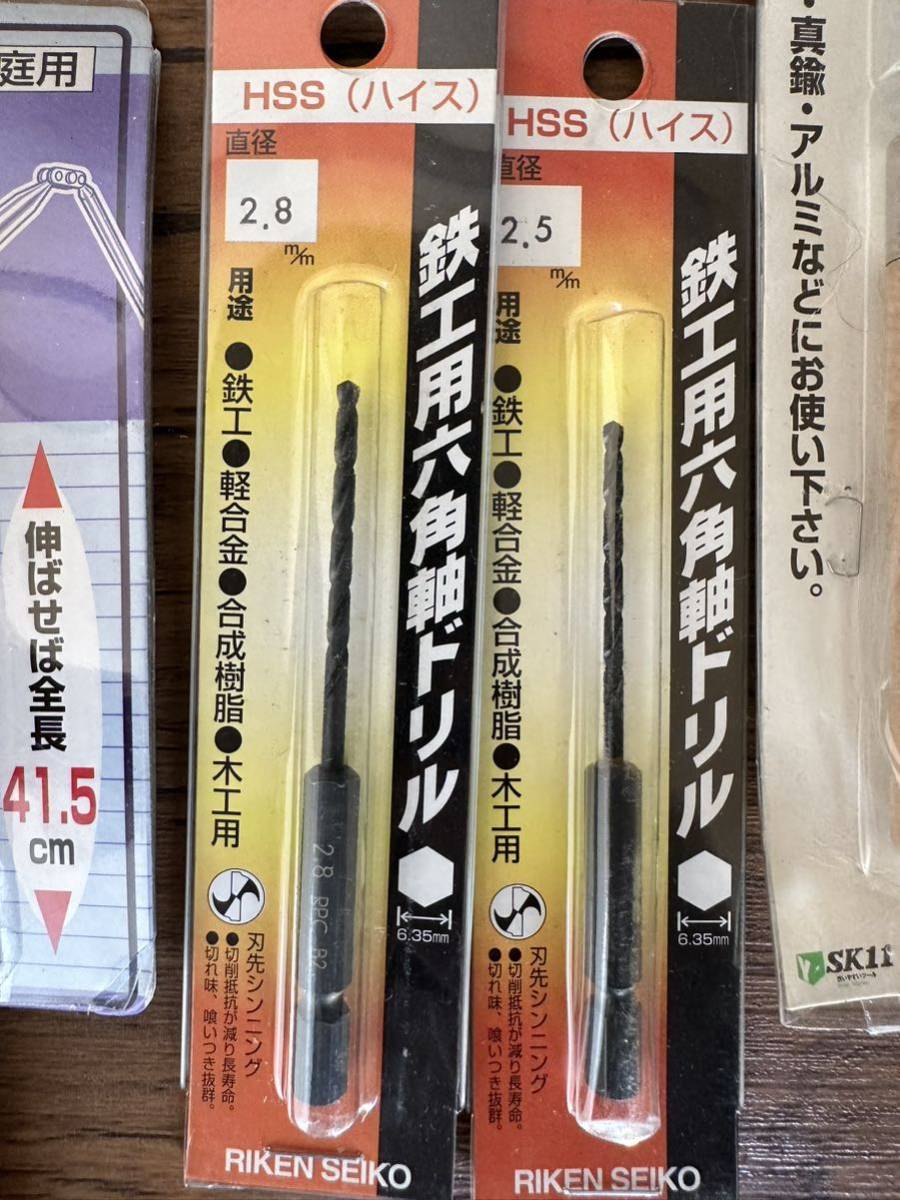 庭用
伸ばせば全長
41.5
cm
HSS（ハイス）
直径
2.8
m/m
用途
●鉄工●軽合金●合成樹脂●木工用
鉄工用六角軸ドリル
6.35mm
2.8 RPC B2
刃先シンニング
●切削抵抗が減り長寿命。
●切れ味、喰いつき抜群。
RIKEN SEIKO
HSS（ハイス）
直径
2.5
m/m
用途
●鉄工●軽合金●合成樹脂●木工用
鉄工用六角軸ドリル
6.35mm
刃先シンニング
●切削抵抗が減り長寿命。
●切れ味、喰いつき抜群。
RIKEN SEIKO
・真鍮・アルミなどにお使い下さい。
SK11